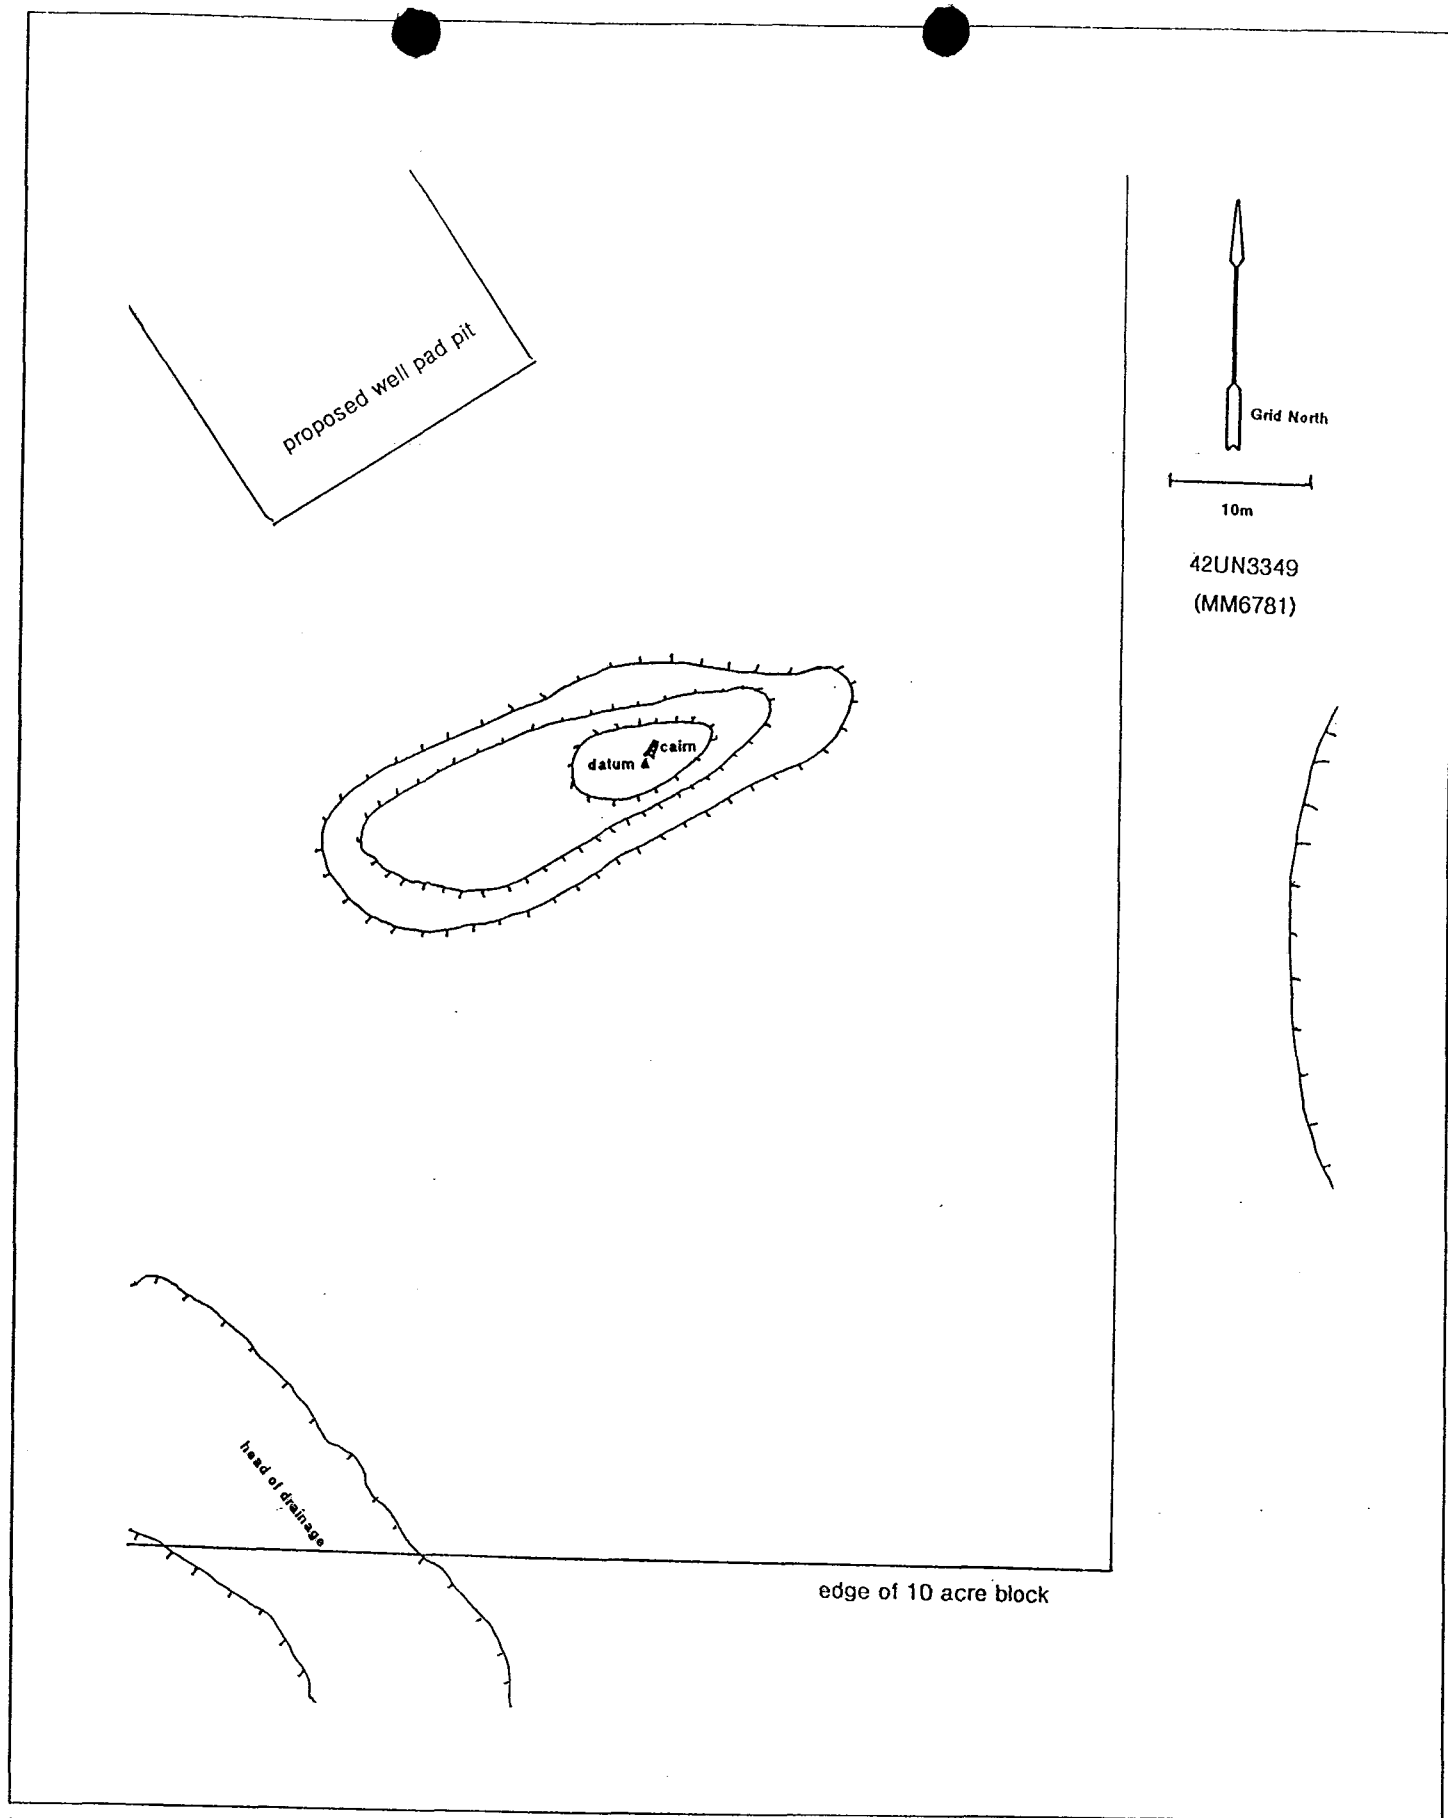 proposed well pad pit
Grid North
10m
42UN3349
(MM6781)
cairn
datum
head of drainage
edge of 10 acre block